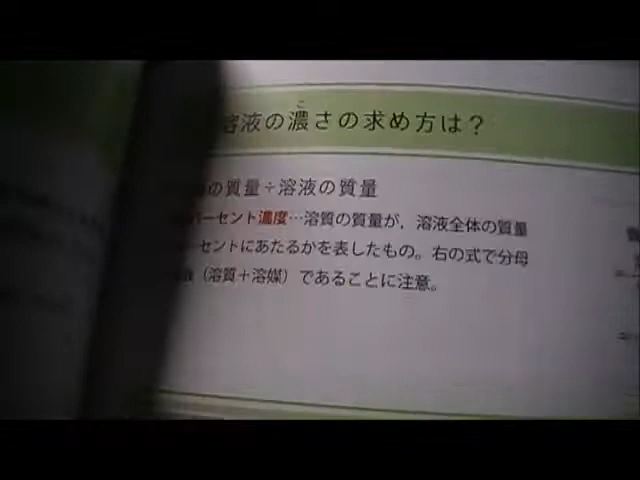 溶液の濃さの求め方は？
こ
の質量÷溶液の質量
パーセント濃度…溶質の質量が，溶液全体の質量
ーセントにあたるかを表したもの。右の式で分母
（溶質＋溶媒）であることに注意。